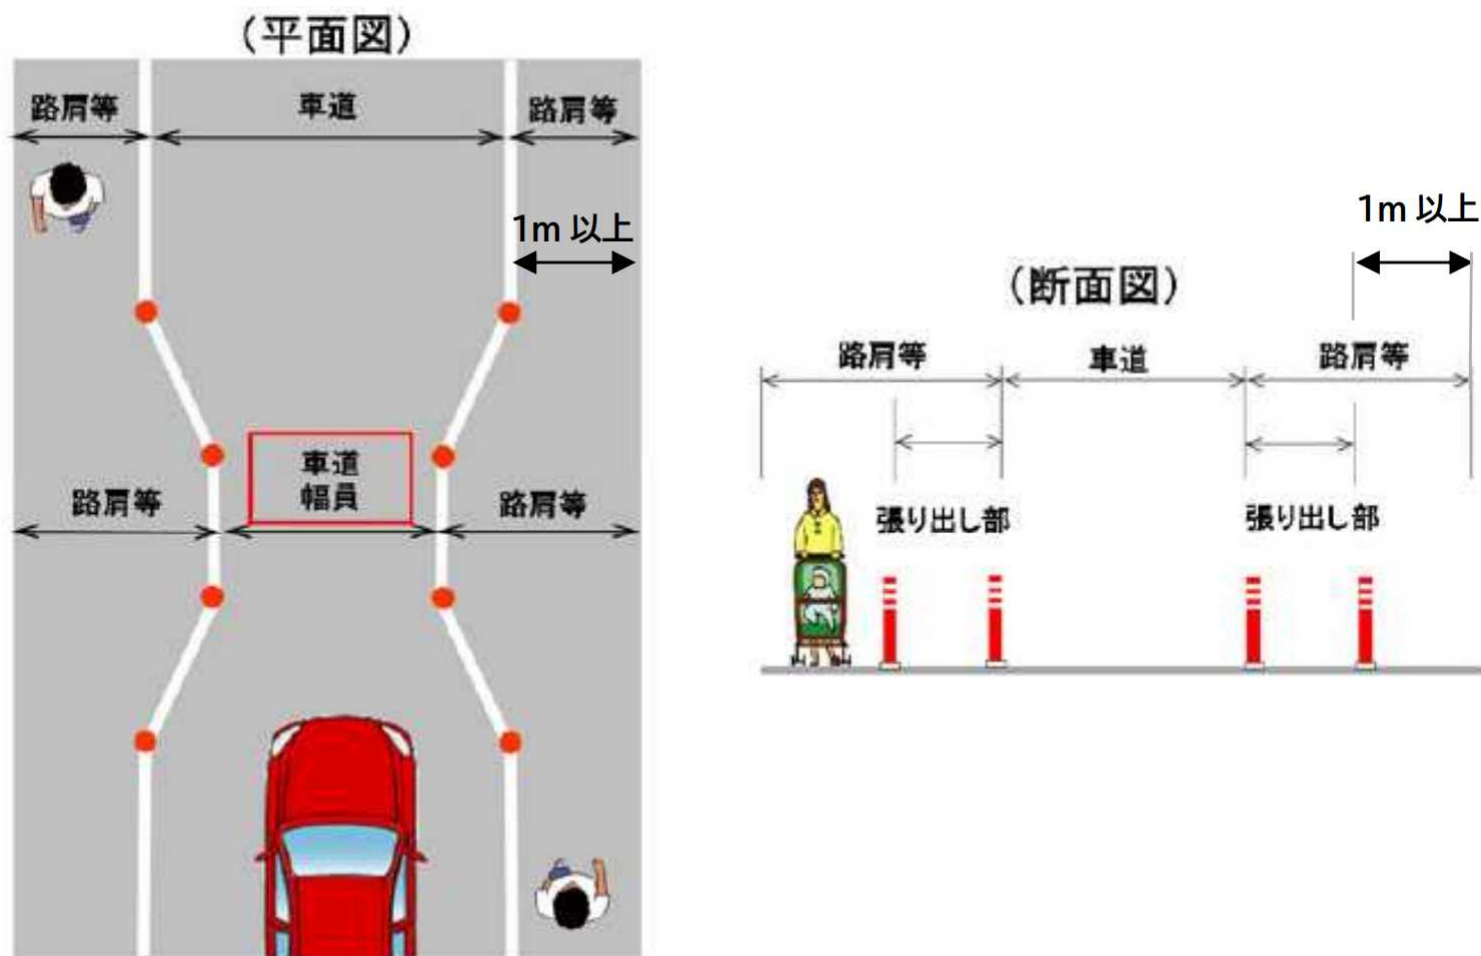 （平面図）
路肩等
車道
路肩等
1m 以上
車道
幅員
路肩等
路肩等
（断面図）
1m 以上
路肩等
車道
路肩等
張り出し部
張り出し部